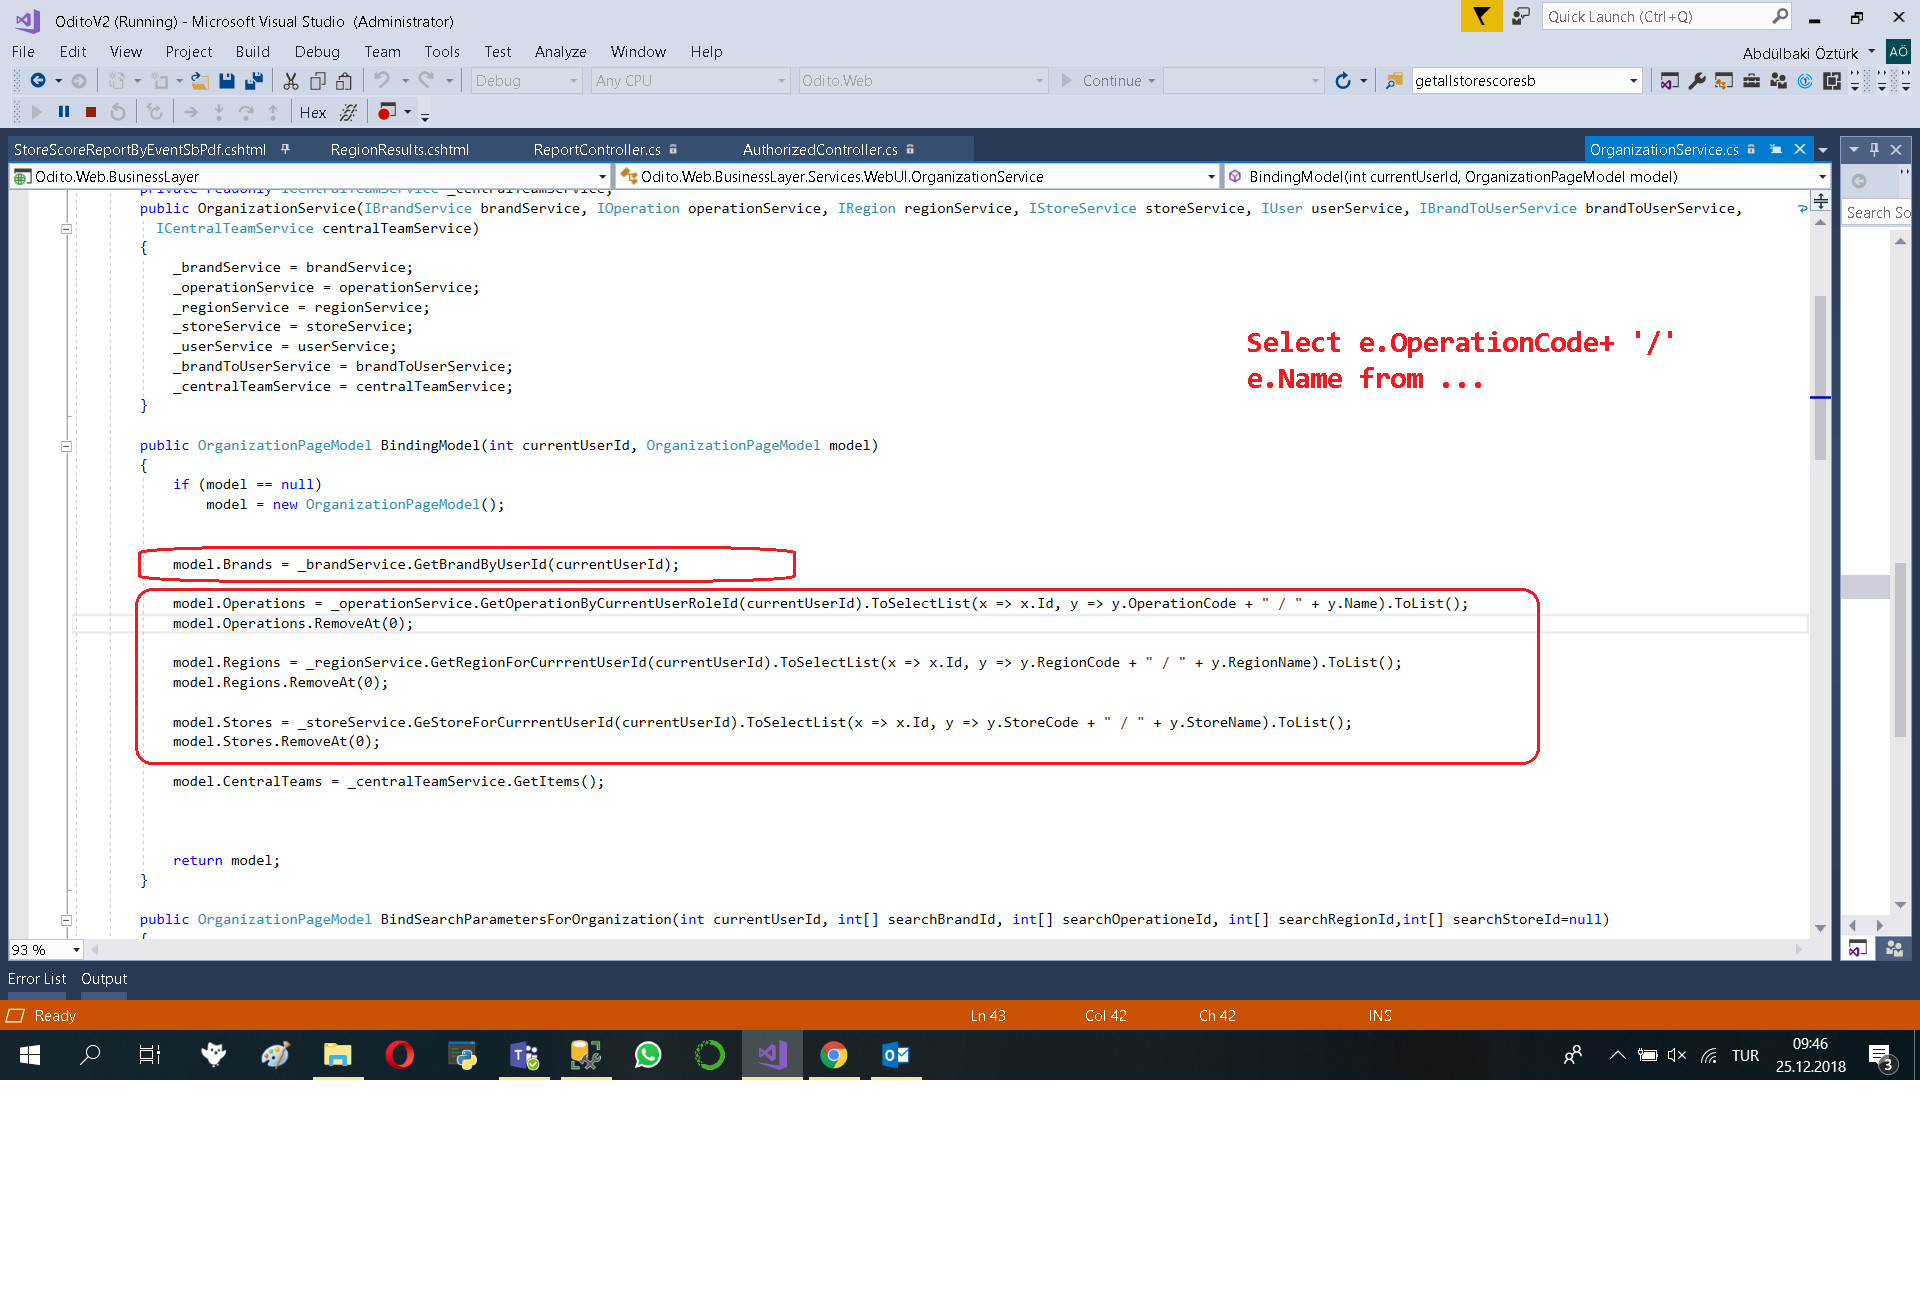 OditoV2 (Running) - Microsoft Visual Studio (Administrator)
Quick Launch (Ctrl+Q)
File Edit View Project Build Debug Team Tools Test Analyze Window Help
Abdülbaki Öztürk AÖ
Debug Any CPU Odito.Web Continue getallstorescoresb
Hex
StoreScoreReportByEventSbPdf.cshtml RegionResults.cshtml ReportController.cs AuthorizedController.cs OrganizationService.cs
Odito.Web.BusinessLayer Odito.Web.BusinessLayer.Services.WebUI.OrganizationService BindingModel(int currentUserId, OrganizationPageModel model)
Search So
private readonly ICentralTeamService _centralTeamService;
public OrganizationService(IBrandService brandService, IOperation operationService, IRegion regionService, IStoreService storeService, IUser userService, IBrandToUserService brandToUserService,
ICentralTeamService centralTeamService)
{
_brandService = brandService;
_operationService = operationService;
_regionService = regionService;
_storeService = storeService;
_userService = userService;
_brandToUserService = brandToUserService;
_centralTeamService = centralTeamService;
}
Select e.OperationCode+ '/'
e.Name from ...
public OrganizationPageModel BindingModel(int currentUserId, OrganizationPageModel model)
{
if (model == null)
model = new OrganizationPageModel();
model.Brands = _brandService.GetBrandByUserId(currentUserId);
model.Operations = _operationService.GetOperationByCurrentUserRoleId(currentUserId).ToSelectList(x => x.Id, y => y.OperationCode + " / " + y.Name).ToList();
model.Operations.RemoveAt(0);
model.Regions = _regionService.GetRegionForCurrrentUserId(currentUserId).ToSelectList(x => x.Id, y => y.RegionCode + " / " + y.RegionName).ToList();
model.Regions.RemoveAt(0);
model.Stores = _storeService.GeStoreForCurrrentUserId(currentUserId).ToSelectList(x => x.Id, y => y.StoreCode + " / " + y.StoreName).ToList();
model.Stores.RemoveAt(0);
model.CentralTeams = _centralTeamService.GetItems();
return model;
}
public OrganizationPageModel BindSearchParametersForOrganization(int currentUserId, int[] searchBrandId, int[] searchOperationeId, int[] searchRegionId,int[] searchStoreId=null)
{
93 %
Error List Output
Ready Ln 43 Col 42 Ch 42 INS
TUR 09:46
25.12.2018
3